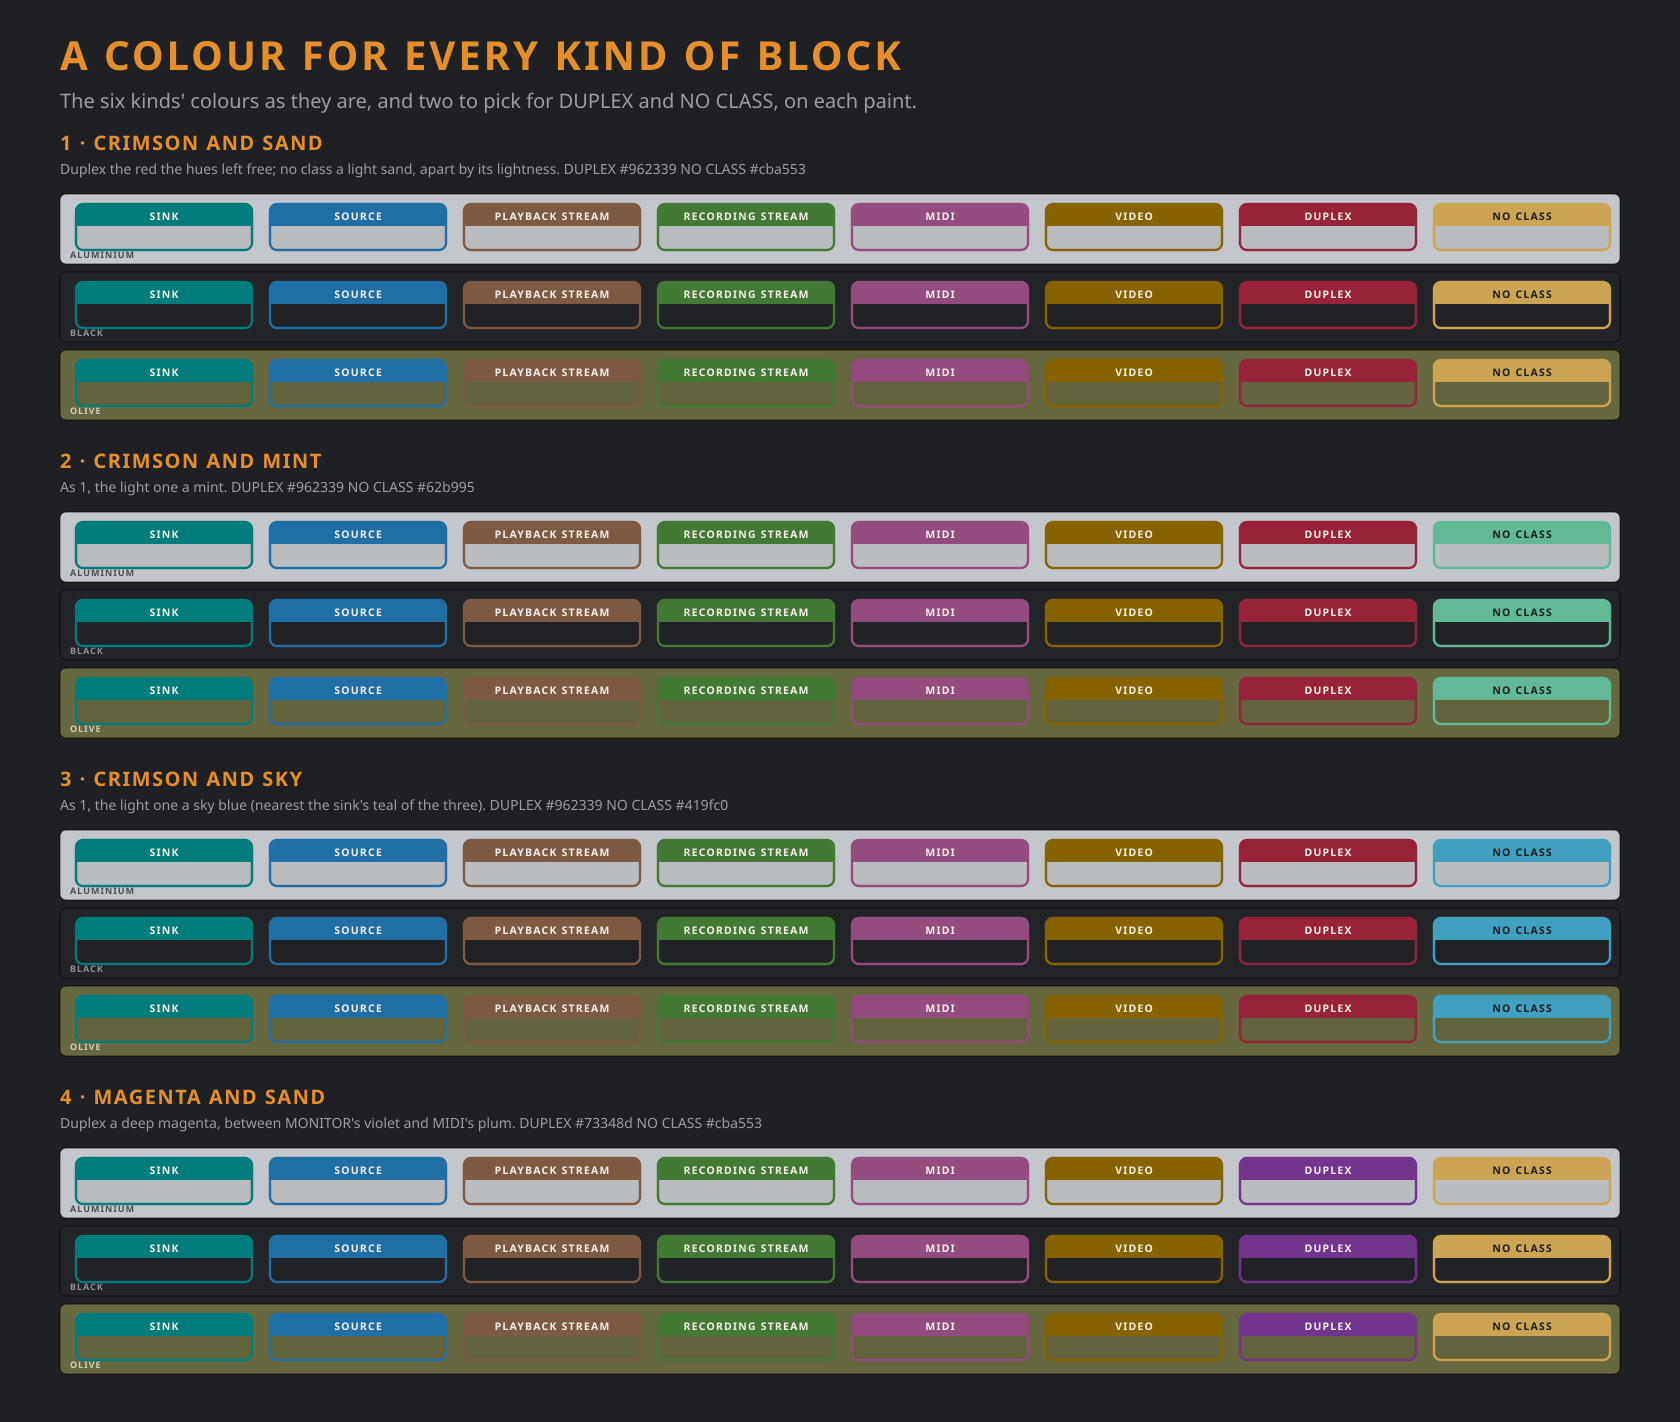 A COLOUR FOR EVERY KIND OF BLOCK
The six kinds' colours as they are, and two to pick for DUPLEX and NO CLASS, on each paint.
1 · CRIMSON AND SAND
Duplex the red the hues left free; no class a light sand, apart by its lightness. DUPLEX #962339 NO CLASS #cba553
SINK SOURCE PLAYBACK STREAM RECORDING STREAM MIDI VIDEO DUPLEX NO CLASS
ALUMINIUM
SINK SOURCE PLAYBACK STREAM RECORDING STREAM MIDI VIDEO DUPLEX NO CLASS
BLACK
SINK SOURCE PLAYBACK STREAM RECORDING STREAM MIDI VIDEO DUPLEX NO CLASS
OLIVE
2 · CRIMSON AND MINT
As 1, the light one a mint. DUPLEX #962339 NO CLASS #62b995
SINK SOURCE PLAYBACK STREAM RECORDING STREAM MIDI VIDEO DUPLEX NO CLASS
ALUMINIUM
SINK SOURCE PLAYBACK STREAM RECORDING STREAM MIDI VIDEO DUPLEX NO CLASS
BLACK
SINK SOURCE PLAYBACK STREAM RECORDING STREAM MIDI VIDEO DUPLEX NO CLASS
OLIVE
3 · CRIMSON AND SKY
As 1, the light one a sky blue (nearest the sink's teal of the three). DUPLEX #962339 NO CLASS #419fc0
SINK SOURCE PLAYBACK STREAM RECORDING STREAM MIDI VIDEO DUPLEX NO CLASS
ALUMINIUM
SINK SOURCE PLAYBACK STREAM RECORDING STREAM MIDI VIDEO DUPLEX NO CLASS
BLACK
SINK SOURCE PLAYBACK STREAM RECORDING STREAM MIDI VIDEO DUPLEX NO CLASS
OLIVE
4 · MAGENTA AND SAND
Duplex a deep magenta, between MONITOR's violet and MIDI's plum. DUPLEX #73348d NO CLASS #cba553
SINK SOURCE PLAYBACK STREAM RECORDING STREAM MIDI VIDEO DUPLEX NO CLASS
ALUMINIUM
SINK SOURCE PLAYBACK STREAM RECORDING STREAM MIDI VIDEO DUPLEX NO CLASS
BLACK
SINK SOURCE PLAYBACK STREAM RECORDING STREAM MIDI VIDEO DUPLEX NO CLASS
OLIVE